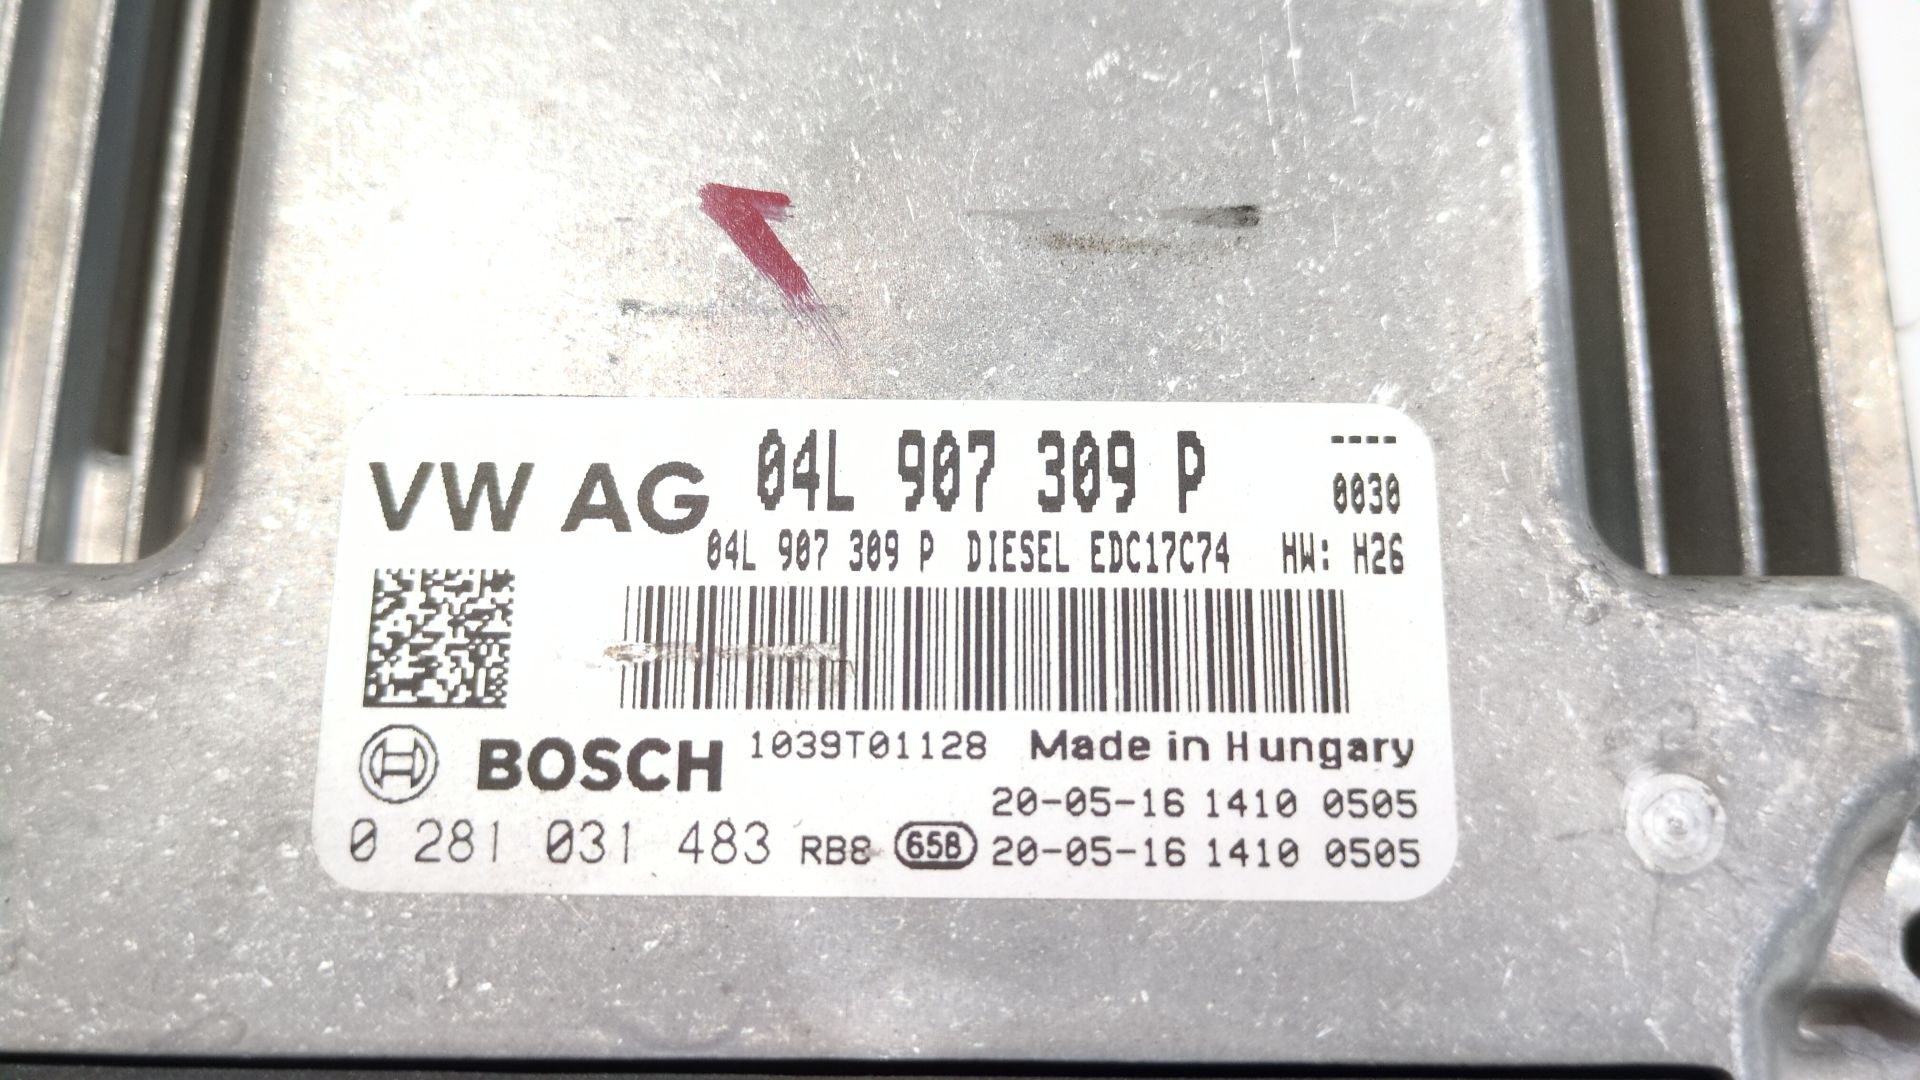 VW AG 04L 907 309 P ----
0030
04L 907 309 P DIESEL EDC17C74 HW: H26
BOSCH 1039T01128 Made in Hungary
20-05-16 1410 0505
0 281 031 483 RB8 65B 20-05-16 1410 0505